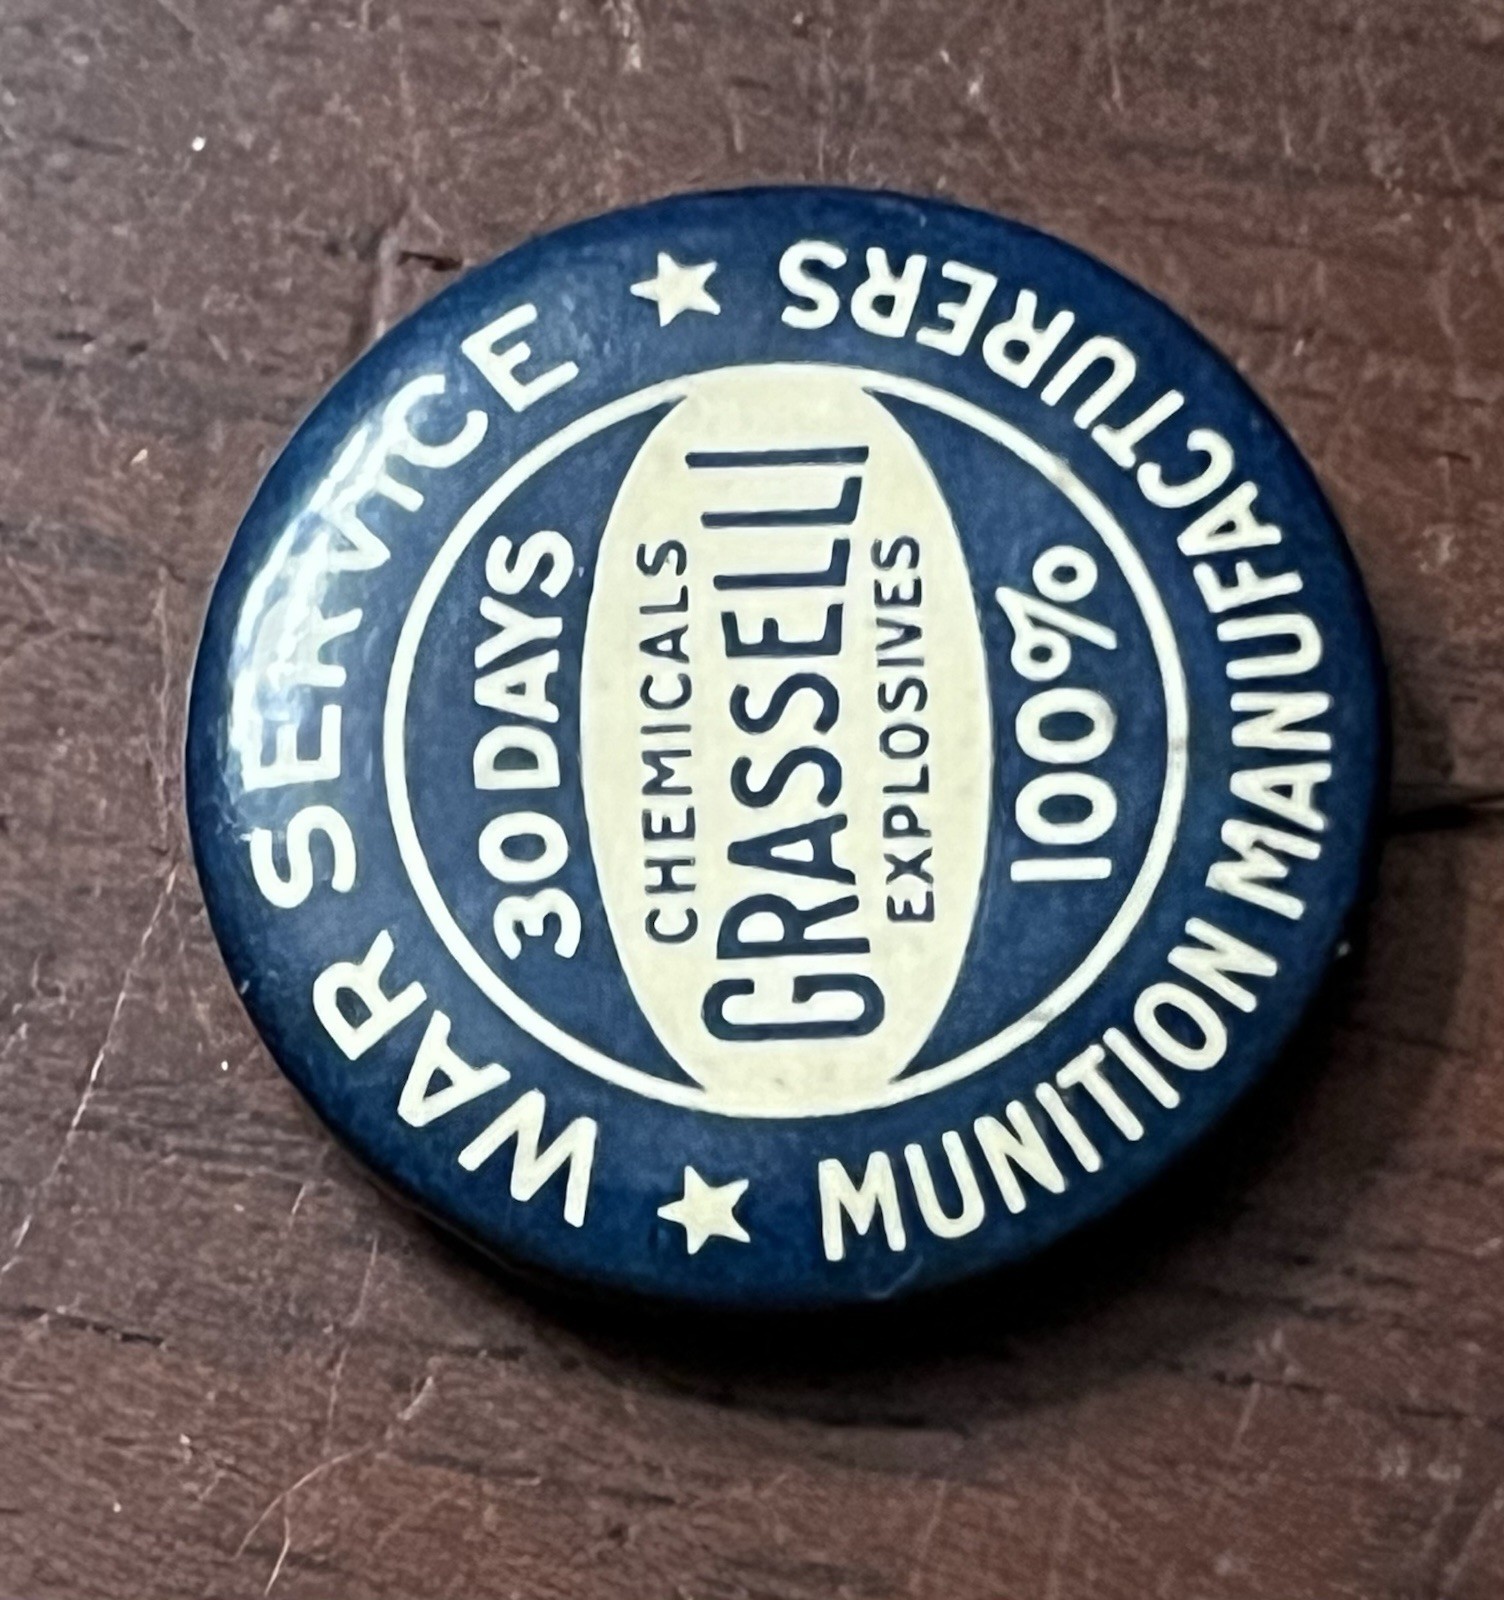 WAR SERVICE
30 DAYS
CHEMICALS
GRASSELLI
EXPLOSIVES
100%
MUNITION MANUFACTURERS